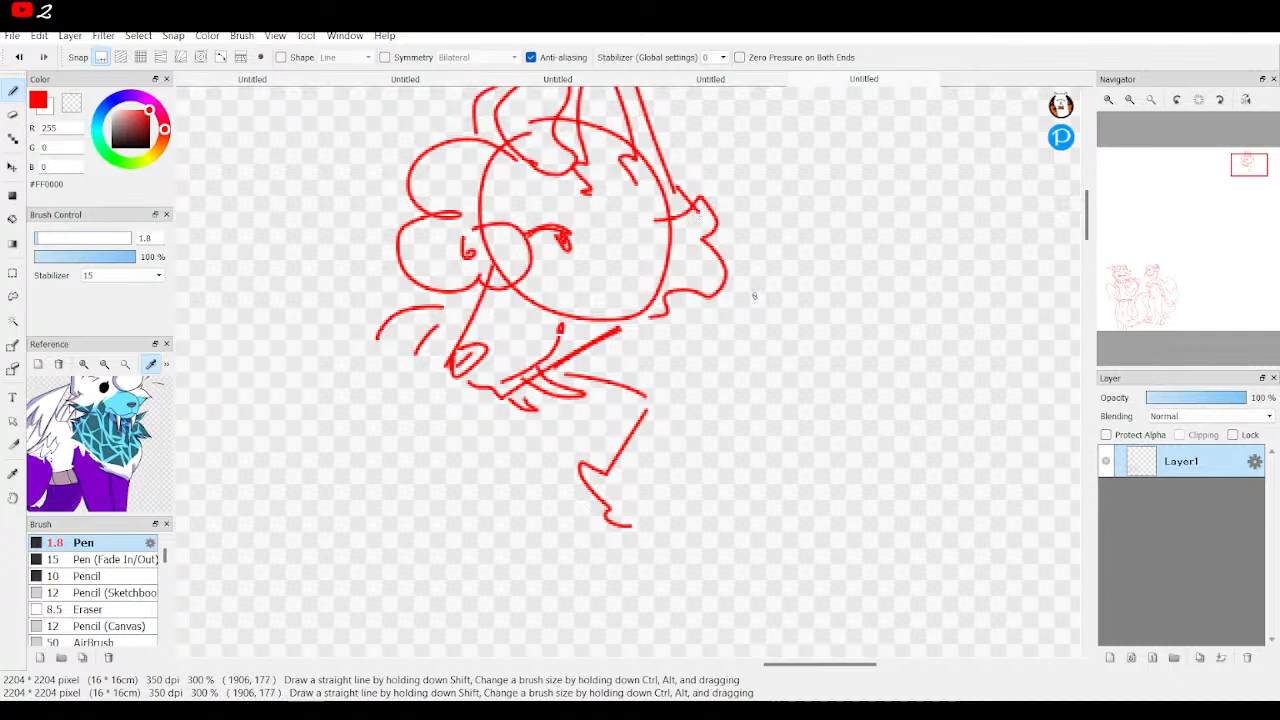 2
File Edit Layer Filter Select Snap Color Brush View Tool Window Help
Snap Shape Line Symmetry Bilateral Anti-aliasing Stabilizer (Global settings) 0 Zero Pressure on Both Ends
Color
Untitled Untitled Untitled Untitled Untitled
Navigator
R 255
G 0
B 0
#FF0000
P
Brush Control
1.8
100 %
Stabilizer 15
Reference
»
Layer
Opacity 100 %
Blending Normal
Protect Alpha Clipping Lock
Layer1
Brush
1.8 Pen
15 Pen (Fade In/Out)
10 Pencil
12 Pencil (Sketchboo
8.5 Eraser
12 Pencil (Canvas)
50 AirBrush
2204 * 2204 pixel (16 * 16cm) 350 dpi 300 % ( 1906, 177 ) Draw a straight line by holding down Shift, Change a brush size by holding down Ctrl, Alt, and dragging
2204 * 2204 pixel (16 * 16cm) 350 dpi 300 % ( 1906, 177 ) Draw a straight line by holding down Shift, Change a brush size by holding down Ctrl, Alt, and dragging